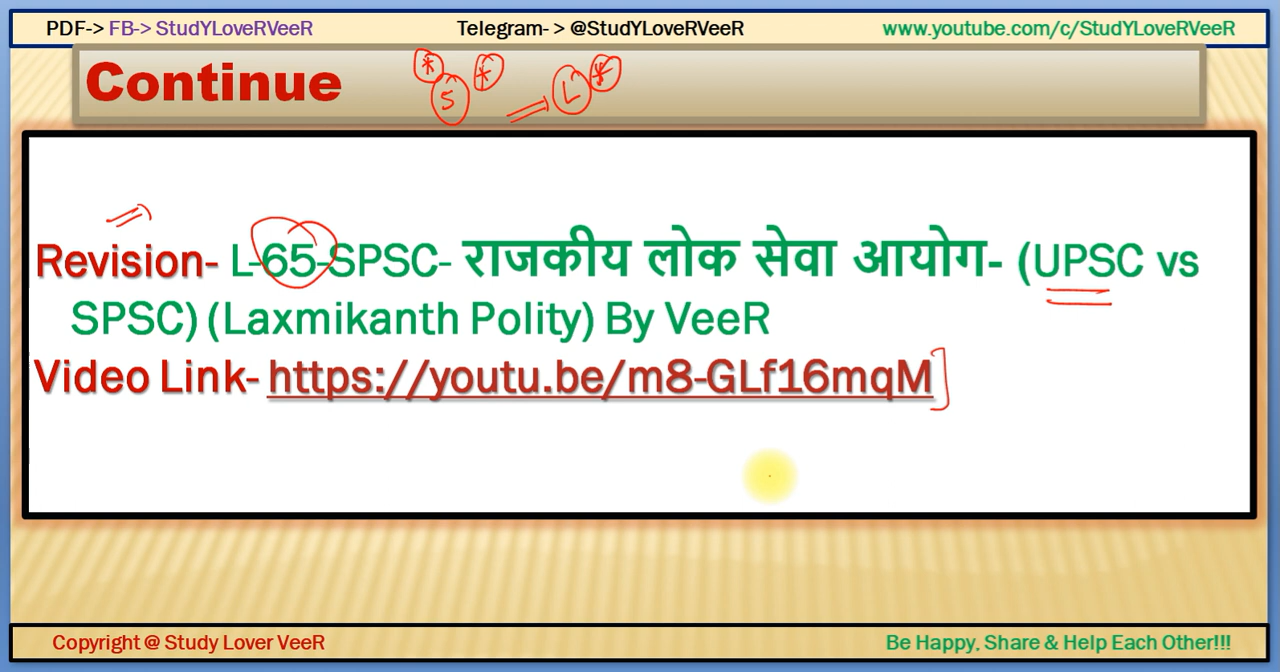 PDF-> FB-> StudYLoveRVeeR Telegram- > @StudYLoveRVeeR www.youtube.com/c/StudYLoveRVeeR
Continue * 5 * L *
Revision- L-65-SPSC- राजकीय लोक सेवा आयोग- (UPSC vs
SPSC) (Laxmikanth Polity) By VeeR
Video Link- https://youtu.be/m8-GLf16mqM
Copyright @ Study Lover VeeR Be Happy, Share & Help Each Other!!!